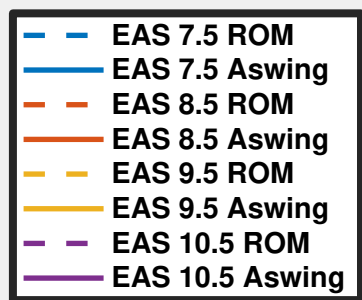 EAS 7.5 ROM
EAS 7.5 Aswing
EAS 8.5 ROM
EAS 8.5 Aswing
EAS 9.5 ROM
EAS 9.5 Aswing
EAS 10.5 ROM
EAS 10.5 Aswing